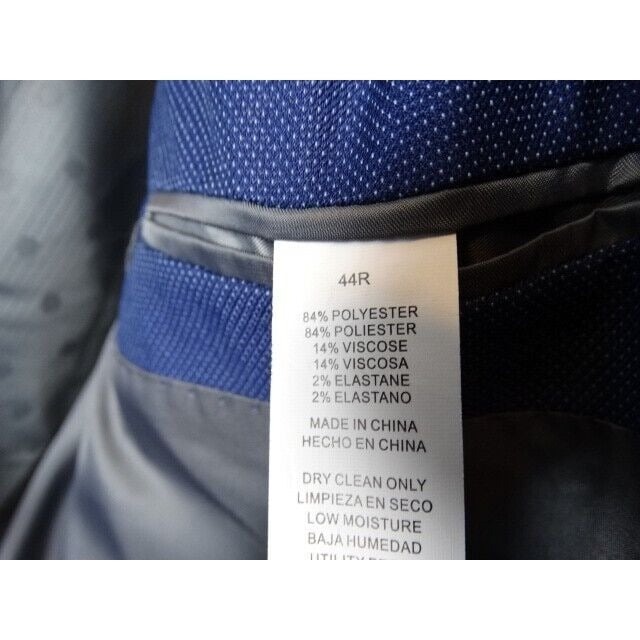 44R
84% POLYESTER
84% POLIESTER
14% VISCOSE
14% VISCOSA
2% ELASTANE
2% ELASTANO
MADE IN CHINA
HECHO EN CHINA
DRY CLEAN ONLY
LIMPIEZA EN SECO
LOW MOISTURE
BAJA HUMEDAD
UTILITY